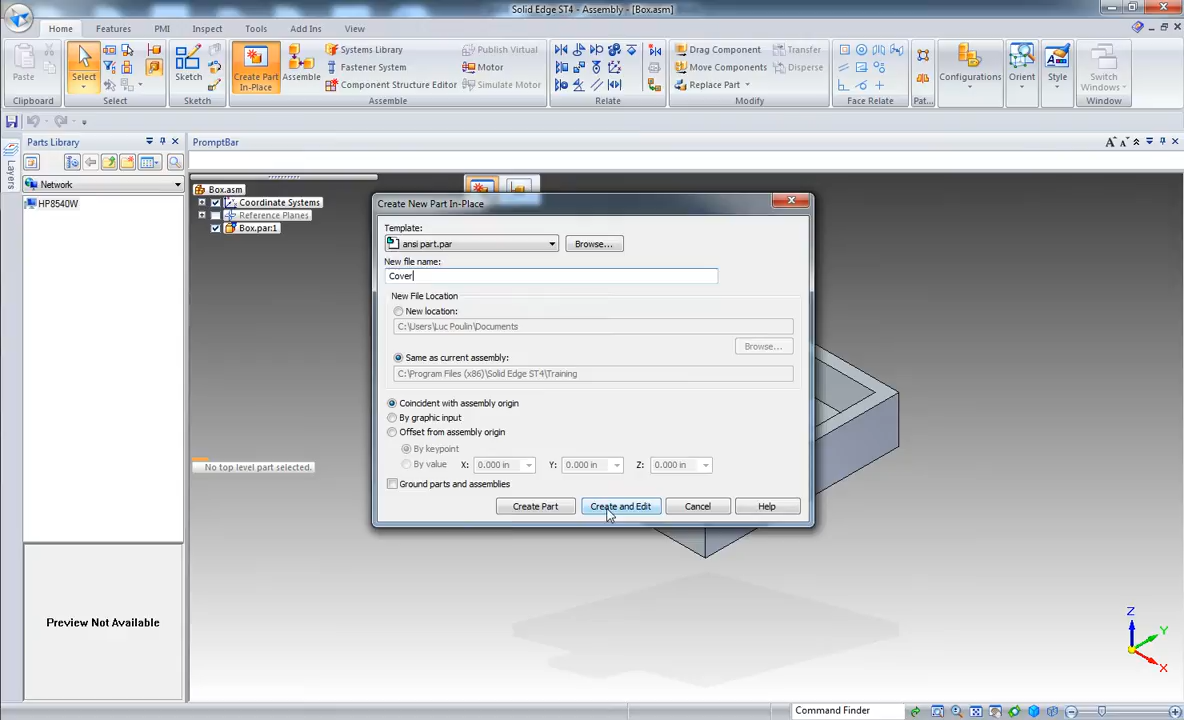 Solid Edge ST4 - Assembly - [Box.asm]
Home Features PMI Inspect Tools Add Ins View
Paste
Clipboard
Select
Select
Sketch
Sketch
Create Part In-Place
Assembly
Systems Library
Fastener System
Component Structure Editor
Publish Virtual
Motor
Simulate Motor
Assemble
Relate
Drag Component
Move Components
Replace Part
Transfer
Disperse
Modify
Face Relate
Pat...
Configurations
Orient
Style
Switch Windows
Window
Parts Library
PromptBar
Layers
Network
HP8540W
Preview Not Available
Box.asm
Coordinate Systems
Reference Planes
Box.par:1
No top level part selected.
Create New Part In-Place
Template:
ansi part.par
Browse...
New file name:
Cover
New File Location
New location:
C:\Users\Luc Poulin\Documents
Browse...
Same as current assembly:
C:\Program Files (x86)\Solid Edge ST4\Training
Coincident with assembly origin
By graphic input
Offset from assembly origin
By keypoint
By value X: 0.000 in Y: 0.000 in Z: 0.000 in
Ground parts and assemblies
Create Part Create and Edit Cancel Help
Z
Y
X
Command Finder